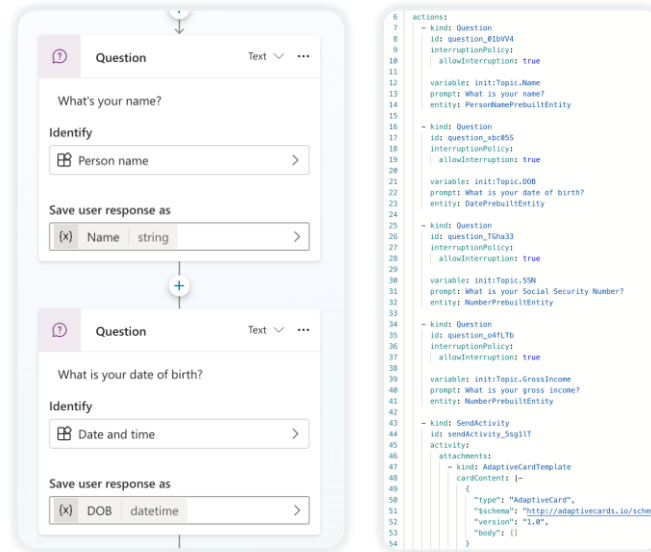 Question
Text
What's your name?
Identify
Person name
Save user response as
{x} Name string
Question
Text
What is your date of birth?
Identify
Date and time
Save user response as
{x} DOB datetime
6 actions:
7 - kind: Question
8 id: question_01bVV4
9 interruptionPolicy:
10 allowInterruption: true
11
12 variable: init:Topic.Name
13 prompt: What is your name?
14 entity: PersonNamePrebuiltEntity
15
16 - kind: Question
17 id: question_xbc05S
18 interruptionPolicy:
19 allowInterruption: true
20
21 variable: init:Topic.DOB
22 prompt: What is your date of birth?
23 entity: DatePrebuiltEntity
24
25 - kind: Question
26 id: question_TGha33
27 interruptionPolicy:
28 allowInterruption: true
29
30 variable: init:Topic.SSN
31 prompt: What is your Social Security Number?
32 entity: NumberPrebuiltEntity
33
34 - kind: Question
35 id: question_o4fLTb
36 interruptionPolicy:
37 allowInterruption: true
38
39 variable: init:Topic.GrossIncome
40 prompt: What is your gross income?
41 entity: NumberPrebuiltEntity
42
43 - kind: SendActivity
44 id: sendActivity_5sg1lT
45 activity:
46 attachments:
47 - kind: AdaptiveCardTemplate
48 cardContent: |-
49 {
50 "type": "AdaptiveCard",
51 "$schema": "http://adaptivecards.io/schem
52 "version": "1.0",
53 "body": []
54 }